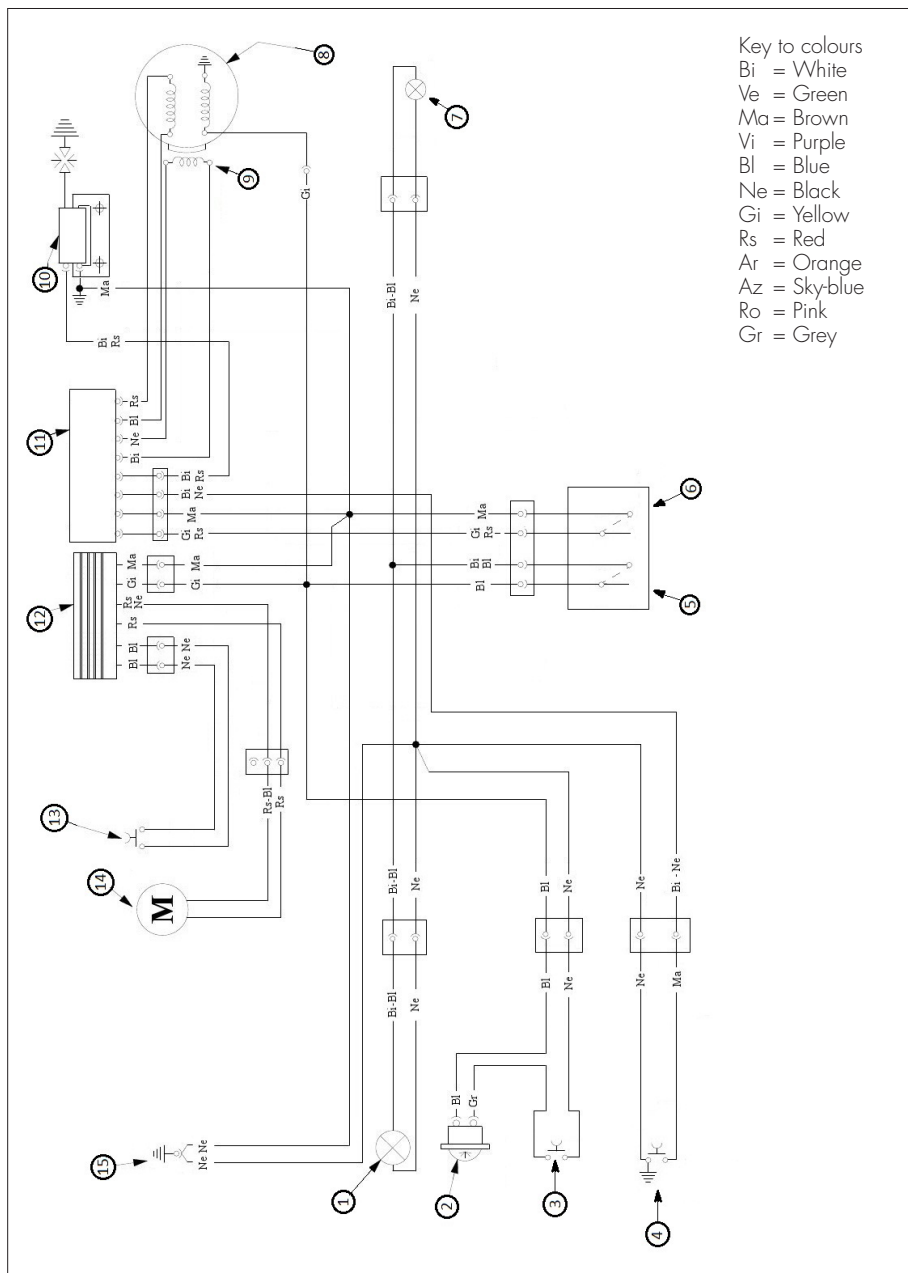 Key to colours
Bi = White
Ve = Green
Ma = Brown
Vi = Purple
Bl = Blue
Ne = Black
Gi = Yellow
Rs = Red
Ar = Orange
Az = Sky-blue
Ro = Pink
Gr = Grey
8
7
9
Gi
10
Ma
Bi-Bl
Ne
Bi
Rs
11
Rs
Bl
Ne
Bi
Bi Bi
Rs
Bi Bi
Ne
Ma
Ma
Gi Gi
Rs
6
Ma
Gi
Rs
Bi
Bl
Bl
5
12
Ma
Ma
Gi
Gi
Rs
Ne
Rs
Bl
Ne
Bl
Ne
13
Rs-Bl
Rs
14
M
Bi-Bl
Ne
Bl
Ne
Ne
Bi - Ne
Bi-Bl
Ne
Bl
Ne
Ne
Ma
Bl
Gr
15
Ne Ne
Ne
1
2
3
4